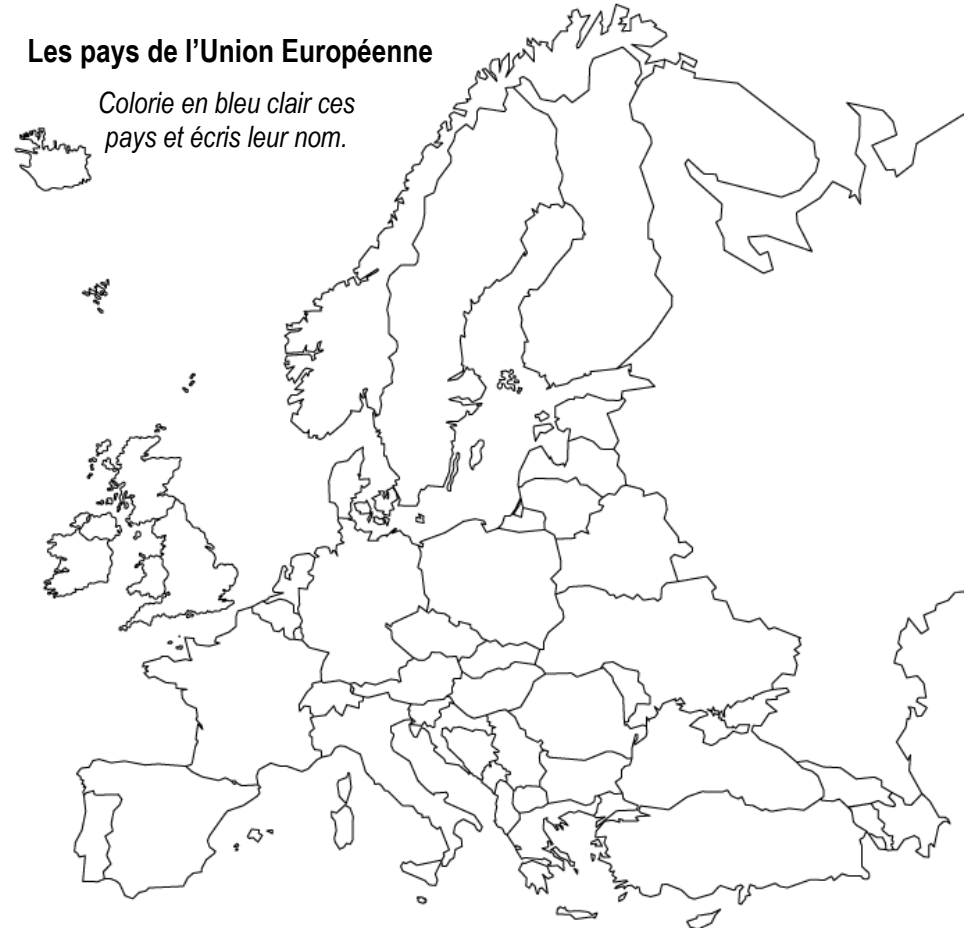 Les pays de l’Union Européenne
Colorie en bleu clair ces
pays et écris leur nom.